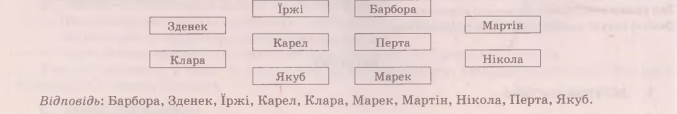 Їржі Барбора
Зденек Мартін
Карел Перта
Клара Нікола
Якуб Марек
Відповідь: Барбора, Зденек, Їржі, Карел, Клара, Марек, Мартін, Нікола, Перта, Якуб.